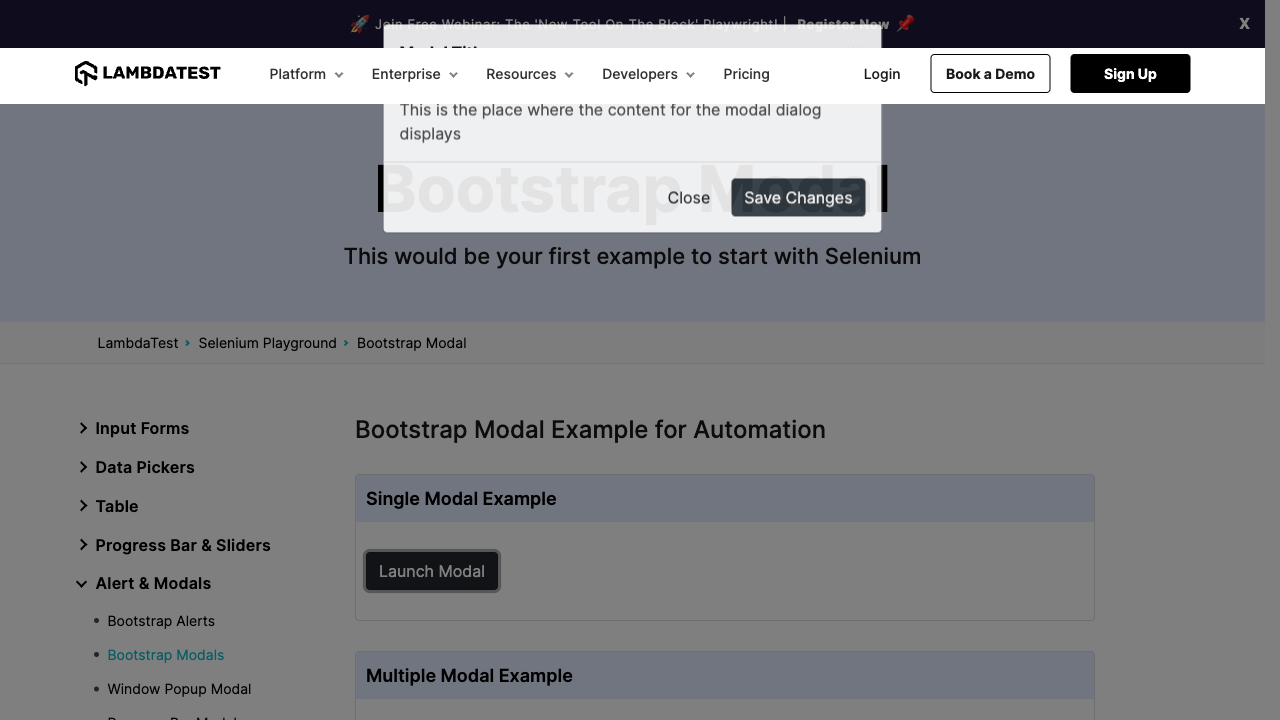 🚀 Join Free Webinar: The 'New Tool On The Block' Playwright! | Register Now 📌 X
LAMBDATEST Platform Enterprise Resources Developers Pricing Login Book a Demo Sign Up
This is the place where the content for the modal dialog
displays
Bootstrap Modal
Close Save Changes
This would be your first example to start with Selenium
LambdaTest › Selenium Playground › Bootstrap Modal
Input Forms
Data Pickers
Table
Progress Bar & Sliders
Alert & Modals
Bootstrap Alerts
Bootstrap Modals
Window Popup Modal
Bootstrap Modal Example for Automation
Single Modal Example
Launch Modal
Multiple Modal Example